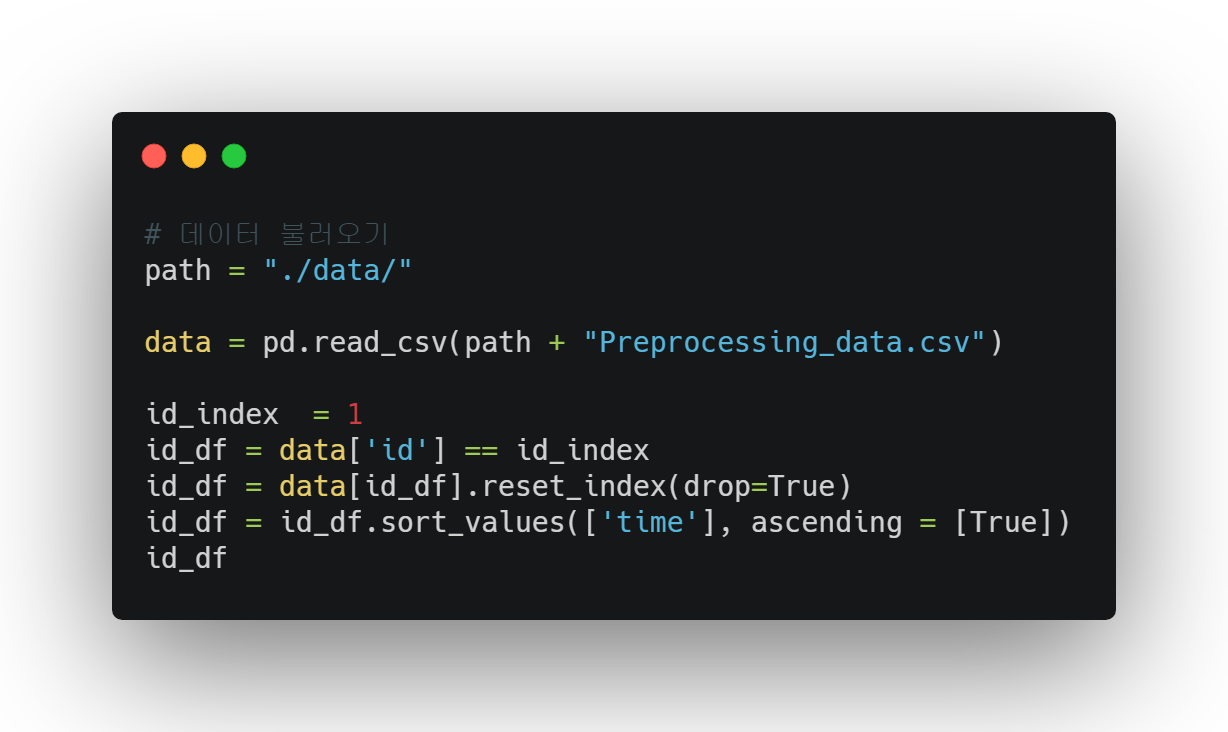 # 데이터 불러오기
path = "./data/"
data = pd.read_csv(path + "Preprocessing_data.csv")
id_index  = 1
id_df = data['id'] == id_index
id_df = data[id_df].reset_index(drop=True)
id_df = id_df.sort_values(['time'], ascending = [True])
id_df